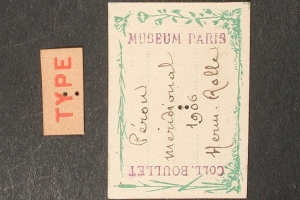 TYPE
MUSEUM PARIS
Pérou
méridional
1906
Herm. Rolle
COLL. BOULLET